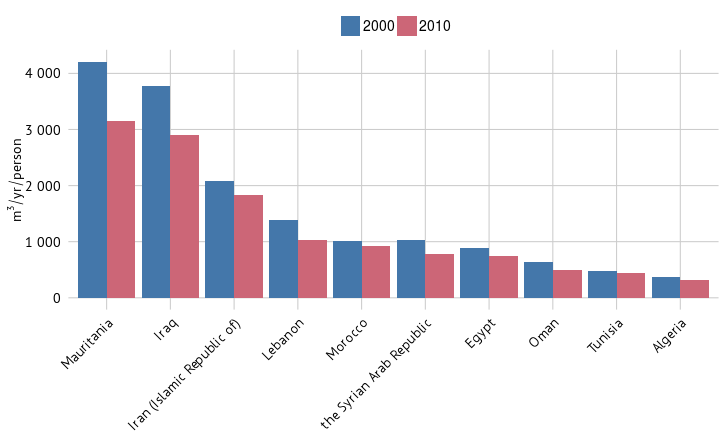 2000 2010
4 000
3 000
2 000
1 000
0
m³/yr/person
Mauritania
Iraq
Iran (Islamic Republic of)
Lebanon
Morocco
the Syrian Arab Republic
Egypt
Oman
Tunisia
Algeria